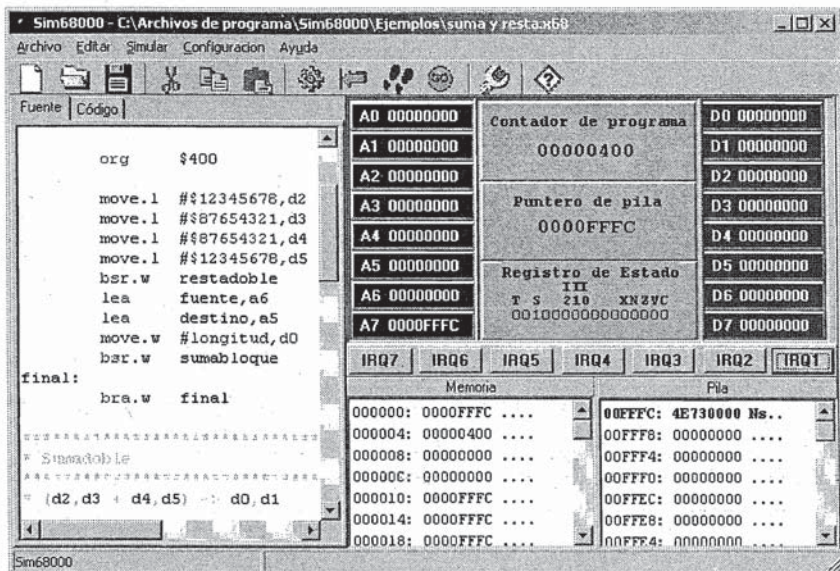 Sim68000 - C:\Archivos de programa\Sim68000\Ejemplos\suma y resta.x68
Archivo Editar Simular Configuracion Ayuda
GO
Fuente Código
org $400
move.l #$12345678,d2
move.l #$87654321,d3
move.l #$87654321,d4
move.l #$12345678,d5
bsr.w restadoble
lea fuente,a6
lea destino,a5
move.w #longitud,d0
bsr.w sumabloque
final:
bra.w final
* Sumadoble
* (d2,d3 + d4,d5) -> d0,d1
A0 00000000
A1 00000000
A2 00000000
A3 00000000
A4 00000000
A5 00000000
A6 00000000
A7 0000FFFC
Contador de programa
00000400
Puntero de pila
0000FFFC
Registro de Estado
III
T S 210 XNZVC
0010000000000000
D0 00000000
D1 00000000
D2 00000000
D3 00000000
D4 00000000
D5 00000000
D6 00000000
D7 00000000
IRQ7 IRQ6 IRQ5 IRQ4 IRQ3 IRQ2 IRQ1
Memoria
000000: 0000FFFC ....
000004: 00000400 ....
000008: 00000000 ....
00000C: 00000000 ....
000010: 0000FFFC ....
000014: 0000FFFC ....
000018: 0000FFFC ....
Pila
00FFFC: 4E730000 Ns..
00FFF8: 00000000 ....
00FFF4: 00000000 ....
00FFF0: 00000000 ....
00FFEC: 00000000 ....
00FFE8: 00000000 ....
00FFE4: 00000000 ....
Sim68000